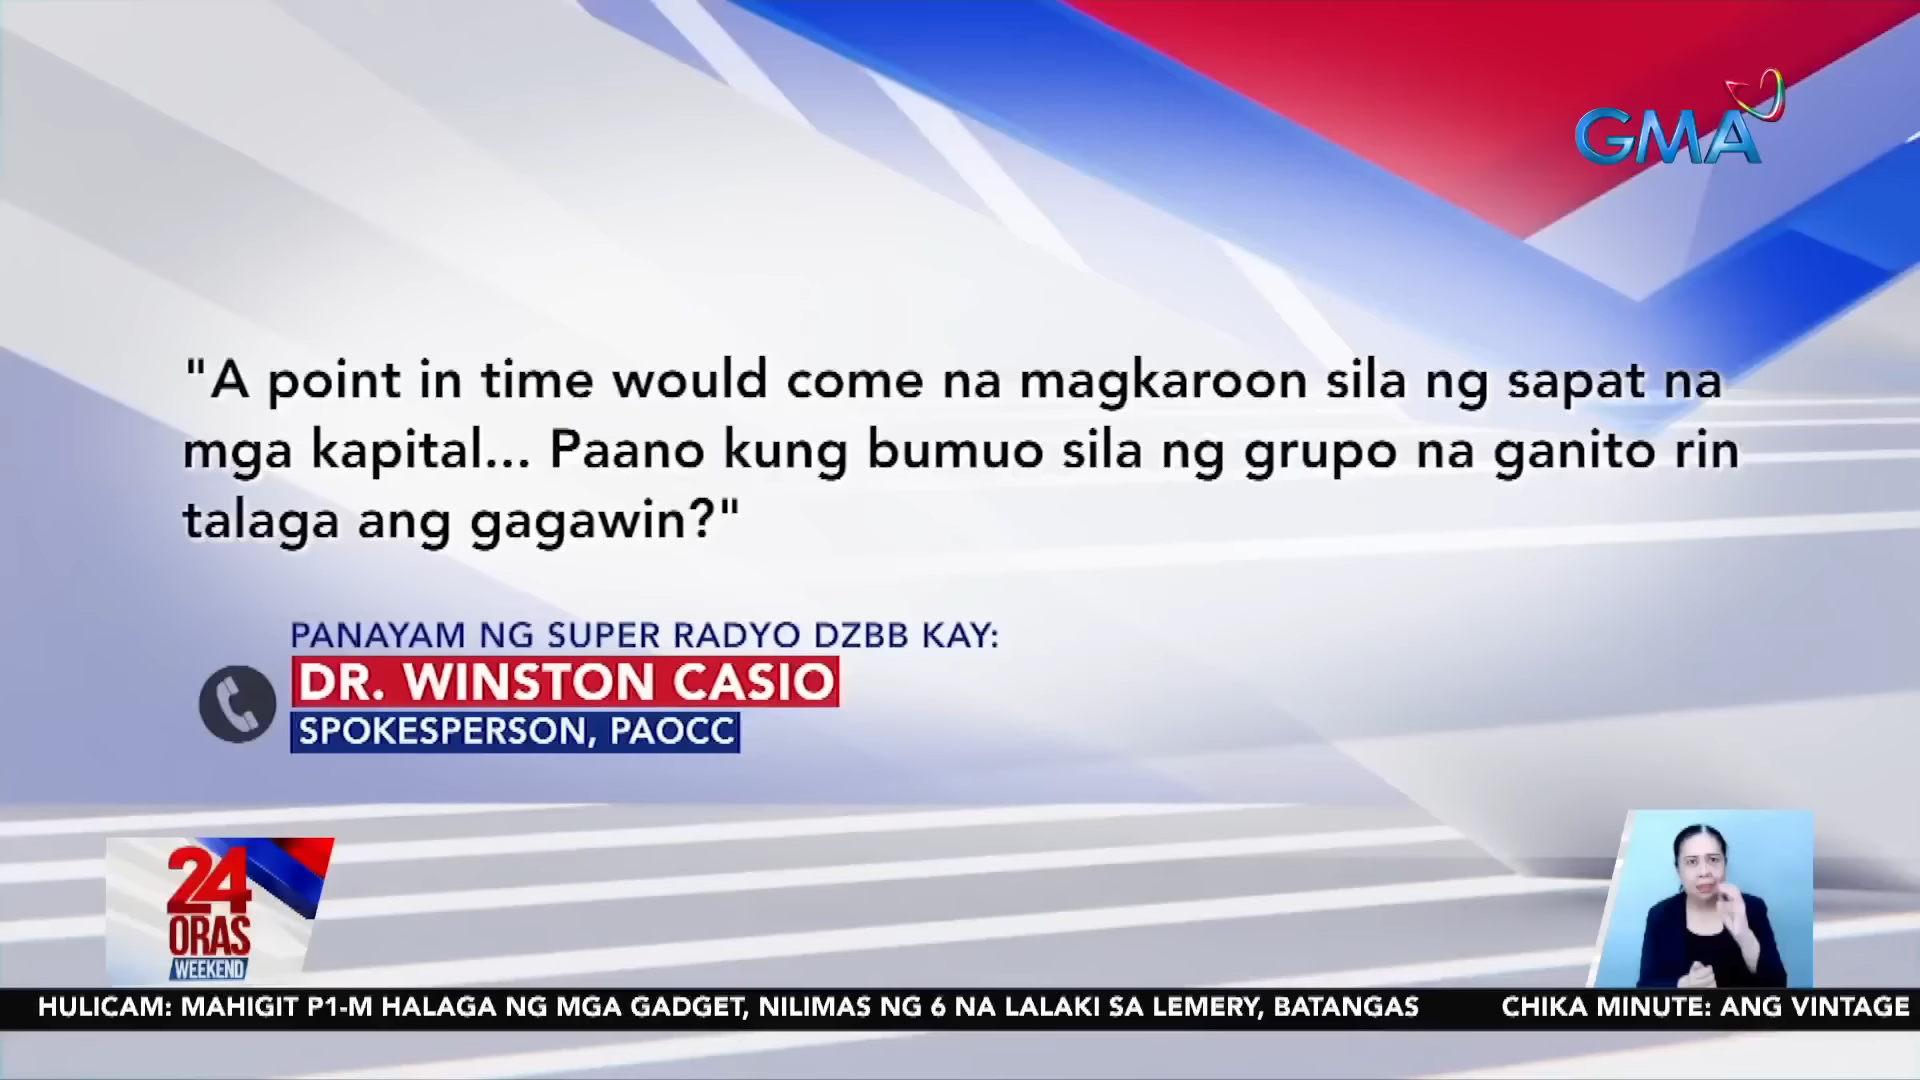 GMA
"A point in time would come na magkaroon sila ng sapat na
mga kapital... Paano kung bumuo sila ng grupo na ganito rin
talaga ang gagawin?"
PANAYAM NG SUPER RADYO DZBB KAY:
DR. WINSTON CASIO
SPOKESPERSON, PAOCC
24
ORAS
WEEKEND
HULICAM: MAHIGIT P1-M HALAGA NG MGA GADGET, NILIMAS NG 6 NA LALAKI SA LEMERY, BATANGAS CHIKA MINUTE: ANG VINTAGE